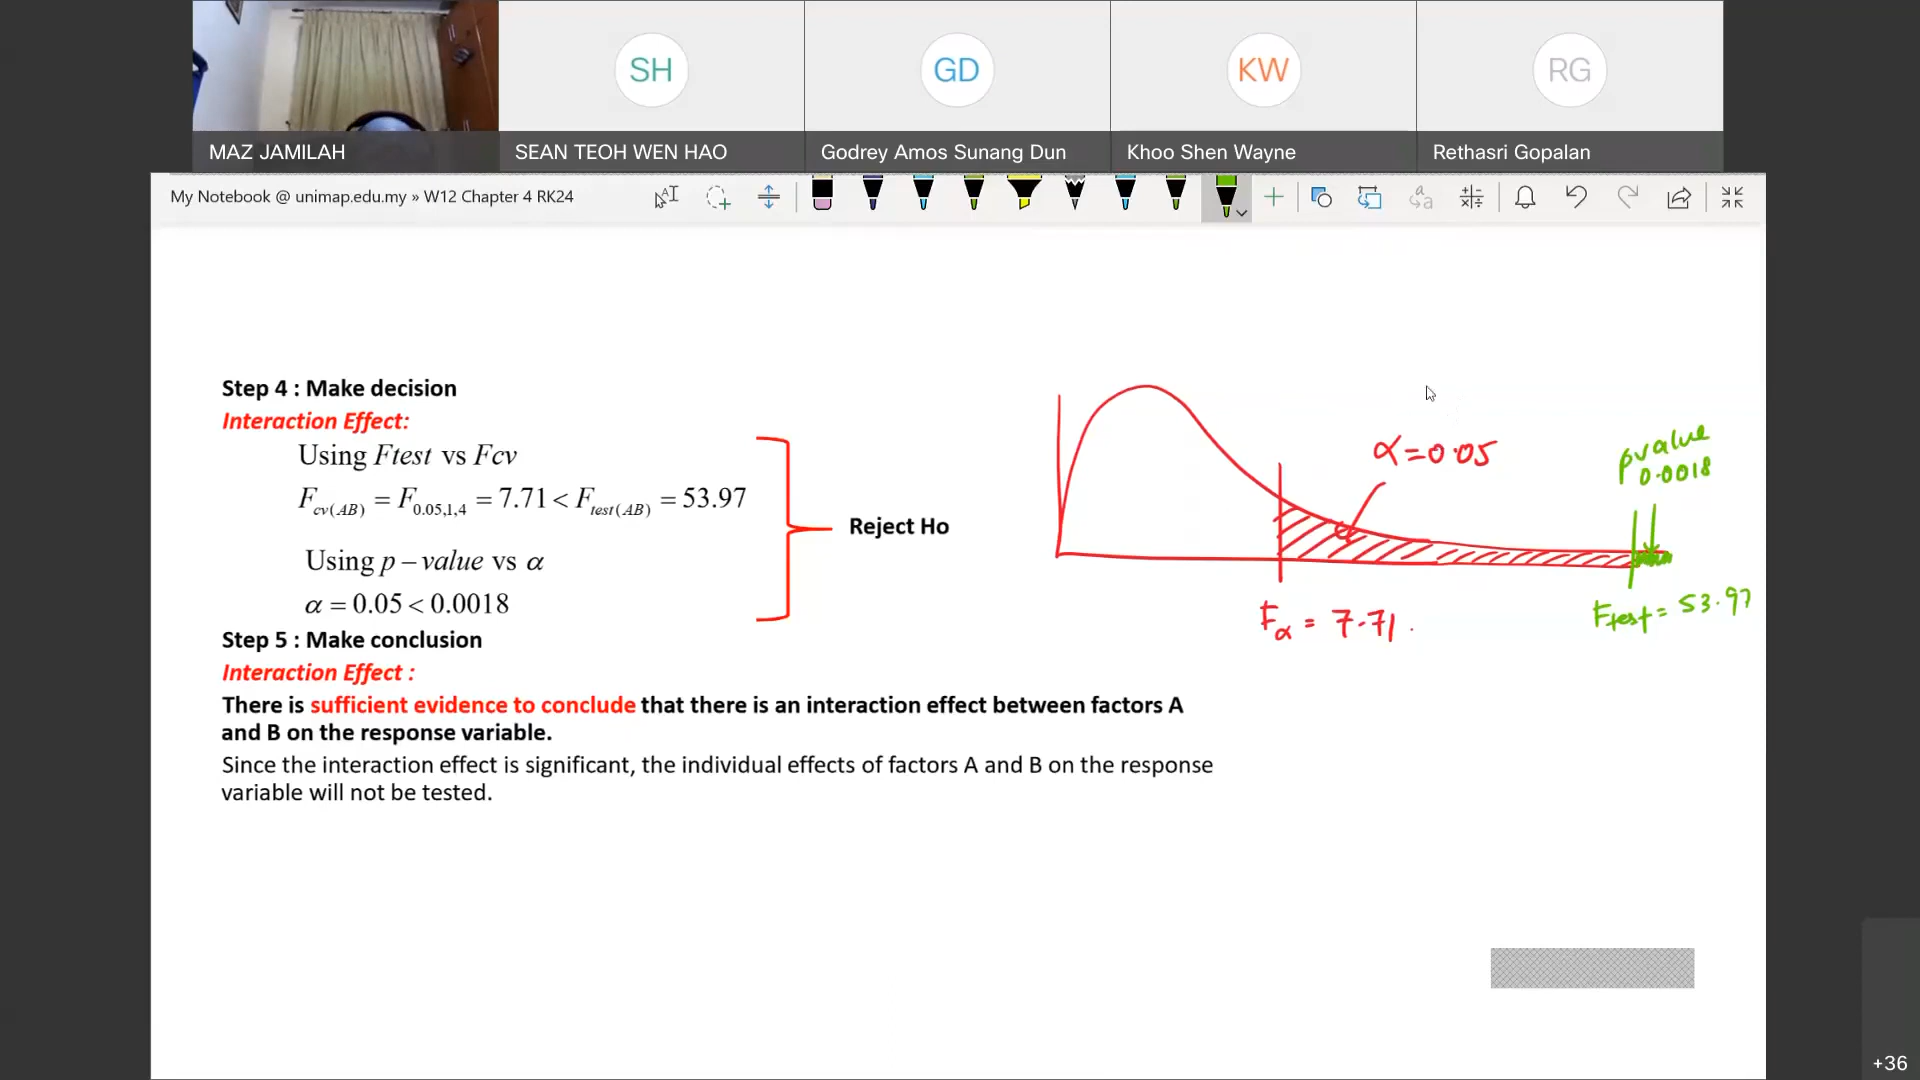 SH
GD
KW
RG
MAZ JAMILAH
SEAN TEOH WEN HAO
Godrey Amos Sunang Dun
Khoo Shen Wayne
Rethasri Gopalan
My Notebook @ unimap.edu.my » W12 Chapter 4 RK24
Step 4 : Make decision
Interaction Effect:
Using Ftest vs Fcv
F cv(AB) = F 0.05,1,4 = 7.71 < F test(AB) = 53.97
Using p – value vs α
α = 0.05 < 0.0018
Reject Ho
α = 0.05
pvalue
0.0018
Fα = 7.71 .
Ftest = 53.97
Step 5 : Make conclusion
Interaction Effect :
There is sufficient evidence to conclude that there is an interaction effect between factors A
and B on the response variable.
Since the interaction effect is significant, the individual effects of factors A and B on the response
variable will not be tested.
+36